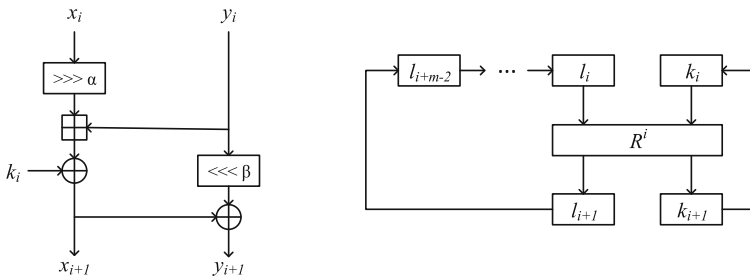 x_i y_i
>>> α
k_i
<<< β
x_{i+1} y_{i+1}
l_{i+m-2} ... l_i k_i
R^i
l_{i+1} k_{i+1}